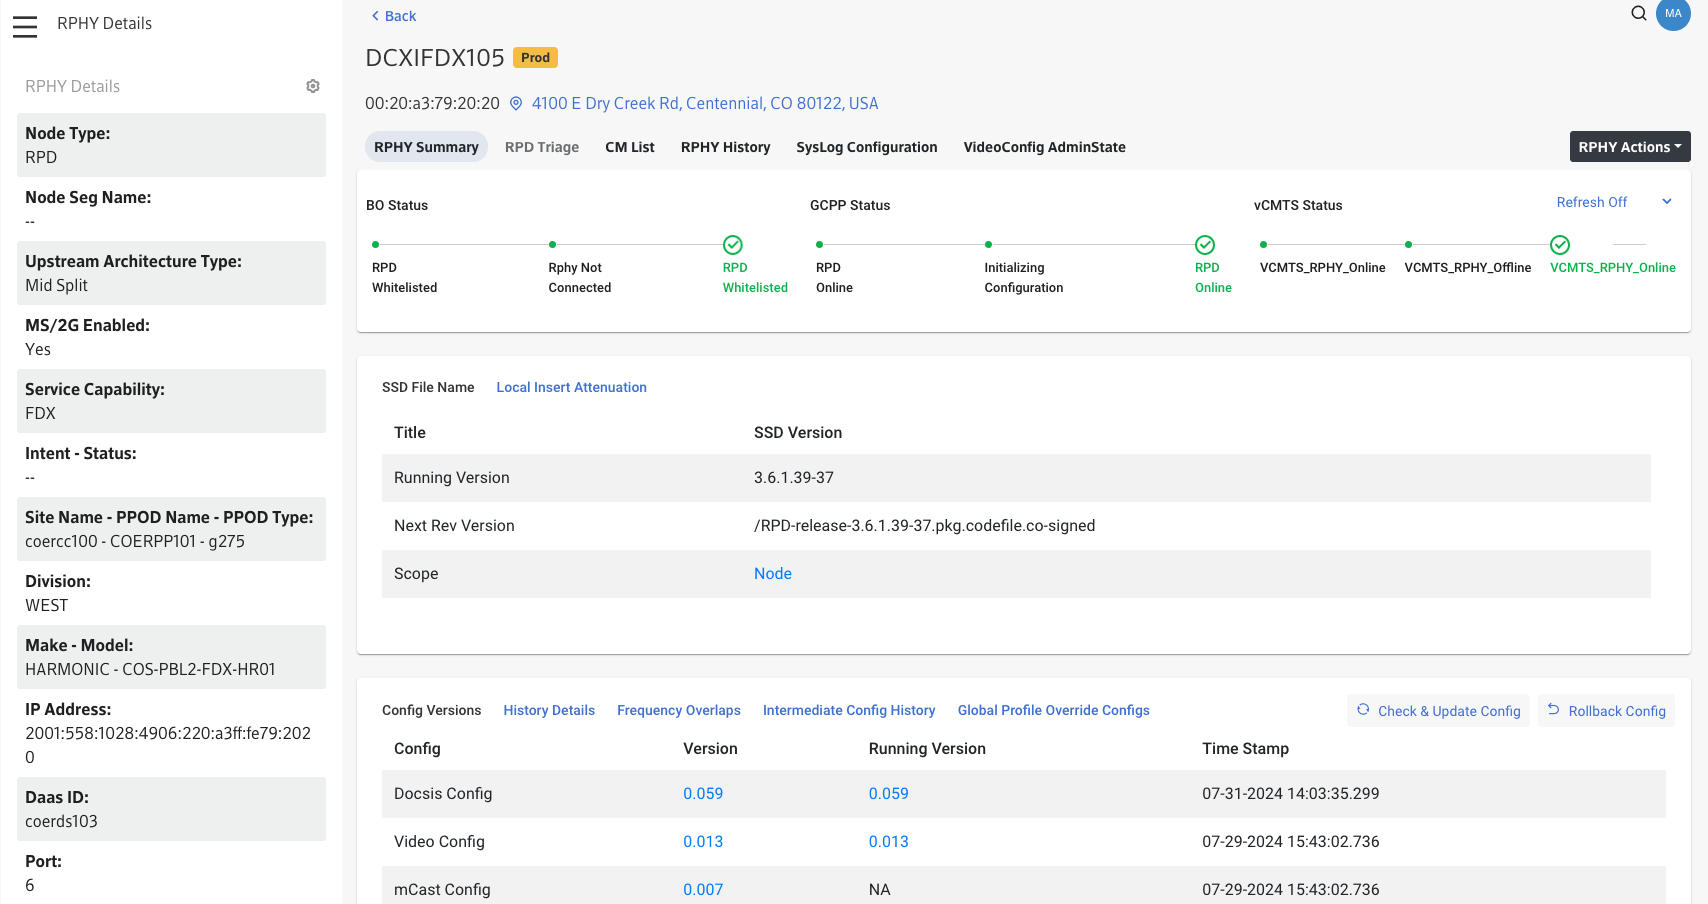 RPHY Details
RPHY Details
Node Type:
RPD
Node Seg Name:
--
Upstream Architecture Type:
Mid Split
MS/2G Enabled:
Yes
Service Capability:
FDX
Intent - Status:
--
Site Name - PPOD Name - PPOD Type:
coercc100 - COERPP101 - g275
Division:
WEST
Make - Model:
HARMONIC - COS-PBL2-FDX-HR01
IP Address:
2001:558:1028:4906:220:a3ff:fe79:202
0
Daas ID:
coerds103
Port:
6
Back
MA
DCXIFDX105 Prod
00:20:a3:79:20:20 4100 E Dry Creek Rd, Centennial, CO 80122, USA
RPHY Summary RPD Triage CM List RPHY History SysLog Configuration VideoConfig AdminState RPHY Actions
BO Status
RPD
Whitelisted
Rphy Not
Connected
RPD
Whitelisted
GCPP Status
RPD
Online
Initializing
Configuration
RPD
Online
vCMTS Status
Refresh Off
VCMTS_RPHY_Online VCMTS_RPHY_Offline VCMTS_RPHY_Online
SSD File Name Local Insert Attenuation
Title SSD Version
Running Version 3.6.1.39-37
Next Rev Version /RPD-release-3.6.1.39-37.pkg.codefile.co-signed
Scope Node
Config Versions History Details Frequency Overlaps Intermediate Config History Global Profile Override Configs Check & Update Config Rollback Config
Config Version Running Version Time Stamp
Docsis Config 0.059 0.059 07-31-2024 14:03:35.299
Video Config 0.013 0.013 07-29-2024 15:43:02.736
mCast Config 0.007 NA 07-29-2024 15:43:02.736